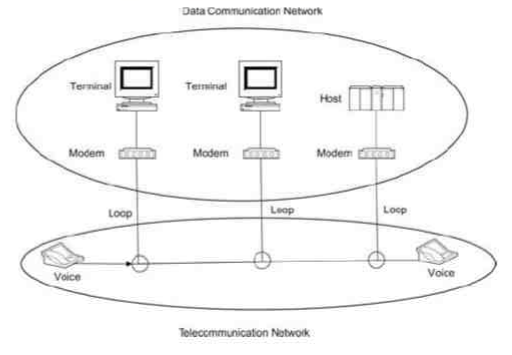 Data Communication Network
Terminal
Terminal
Host
Modem
Modem
Modem
Loop
Loop
Loop
Voice
Voice
Telecommunication Network